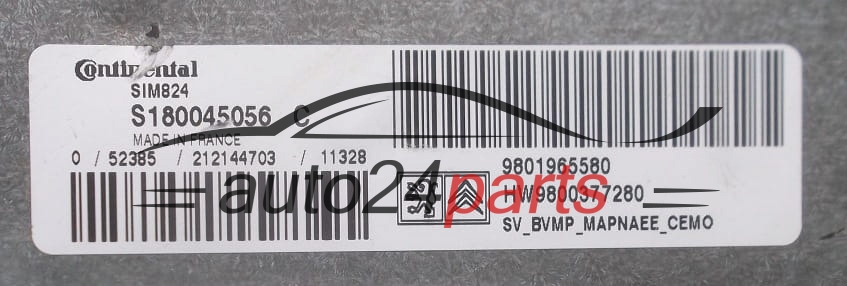 Continental
SIM824
S180045056 C
MADE IN FRANCE
0 / 52385 / 212144703 / 11328
9801965580
HW9800377280
SV_BVMP_MAPNAEE_CEMO
auto24parts